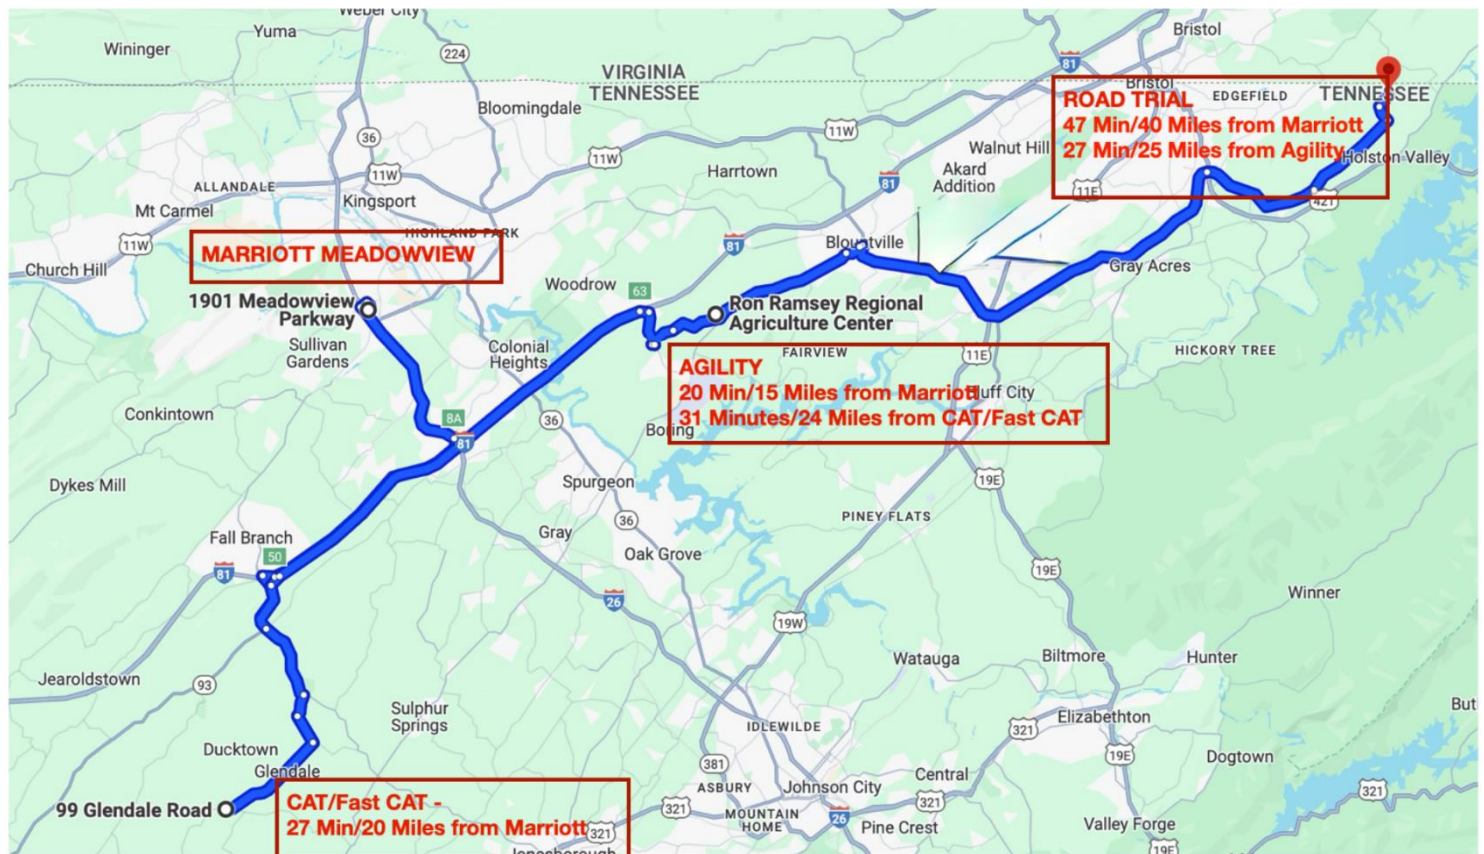 Weber City
Yuma
Wininger
224
VIRGINIA
TENNESSEE
Bloomingdale
81
Bristol
Bristol
EDGEFIELD
TENNESSEE
ROAD TRIAL
47 Min/40 Miles from Marriott
27 Min/25 Miles from Agility
Holston Valley
36
11W
11W
11W
Walnut Hill
Harrtown
Akard
Addition
81
11E
421
ALLANDALE
Kingsport
Mt Carmel
11W
HIGHLAND PARK
MARRIOTT MEADOWVIEW
Church Hill
81
Blountville
Gray Acres
Woodrow
63
1901 Meadowview
Parkway
Ron Ramsey Regional
Agriculture Center
Sullivan
Gardens
Colonial
Heights
FAIRVIEW
11E
HICKORY TREE
AGILITY
20 Min/15 Miles from Marriott
31 Minutes/24 Miles from CAT/Fast CAT
Bluff City
Boring
Conkintown
8A
81
36
Dykes Mill
Spurgeon
19E
PINEY FLATS
36
Fall Branch
50
81
Gray
Oak Grove
19E
26
Winner
19W
Jearoldstown
93
Watauga
Biltmore
Hunter
Sulphur
Springs
IDLEWILDE
Elizabethton
But
321
19E
Ducktown
Glendale
Dogtown
381
ASBURY
Johnson City
Central
321
321
99 Glendale Road
CAT/Fast CAT -
27 Min/20 Miles from Marriott
321
321
MOUNTAIN
HOME
26
Pine Crest
Valley Forge
19E
Jonesborough